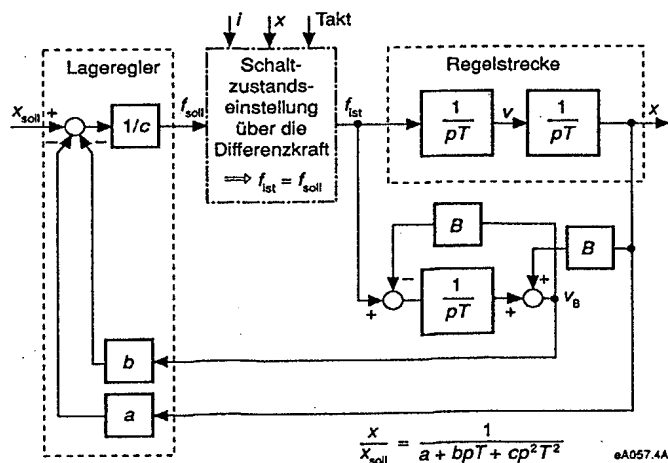 i x Takt
Lageregler
Schalt-
zustands-
einstellung
über die
Differenzkraft
⟹ f_ist = f_soll
Regelstrecke
x_soll + − −
1/c
f_soll
f_ist
1/pT
v
1/pT
x
B
B
− +
+
1/pT
+
v_B
b
a
x/x_soll = 1/(a + bpT + cp²T²)
eA057.4A